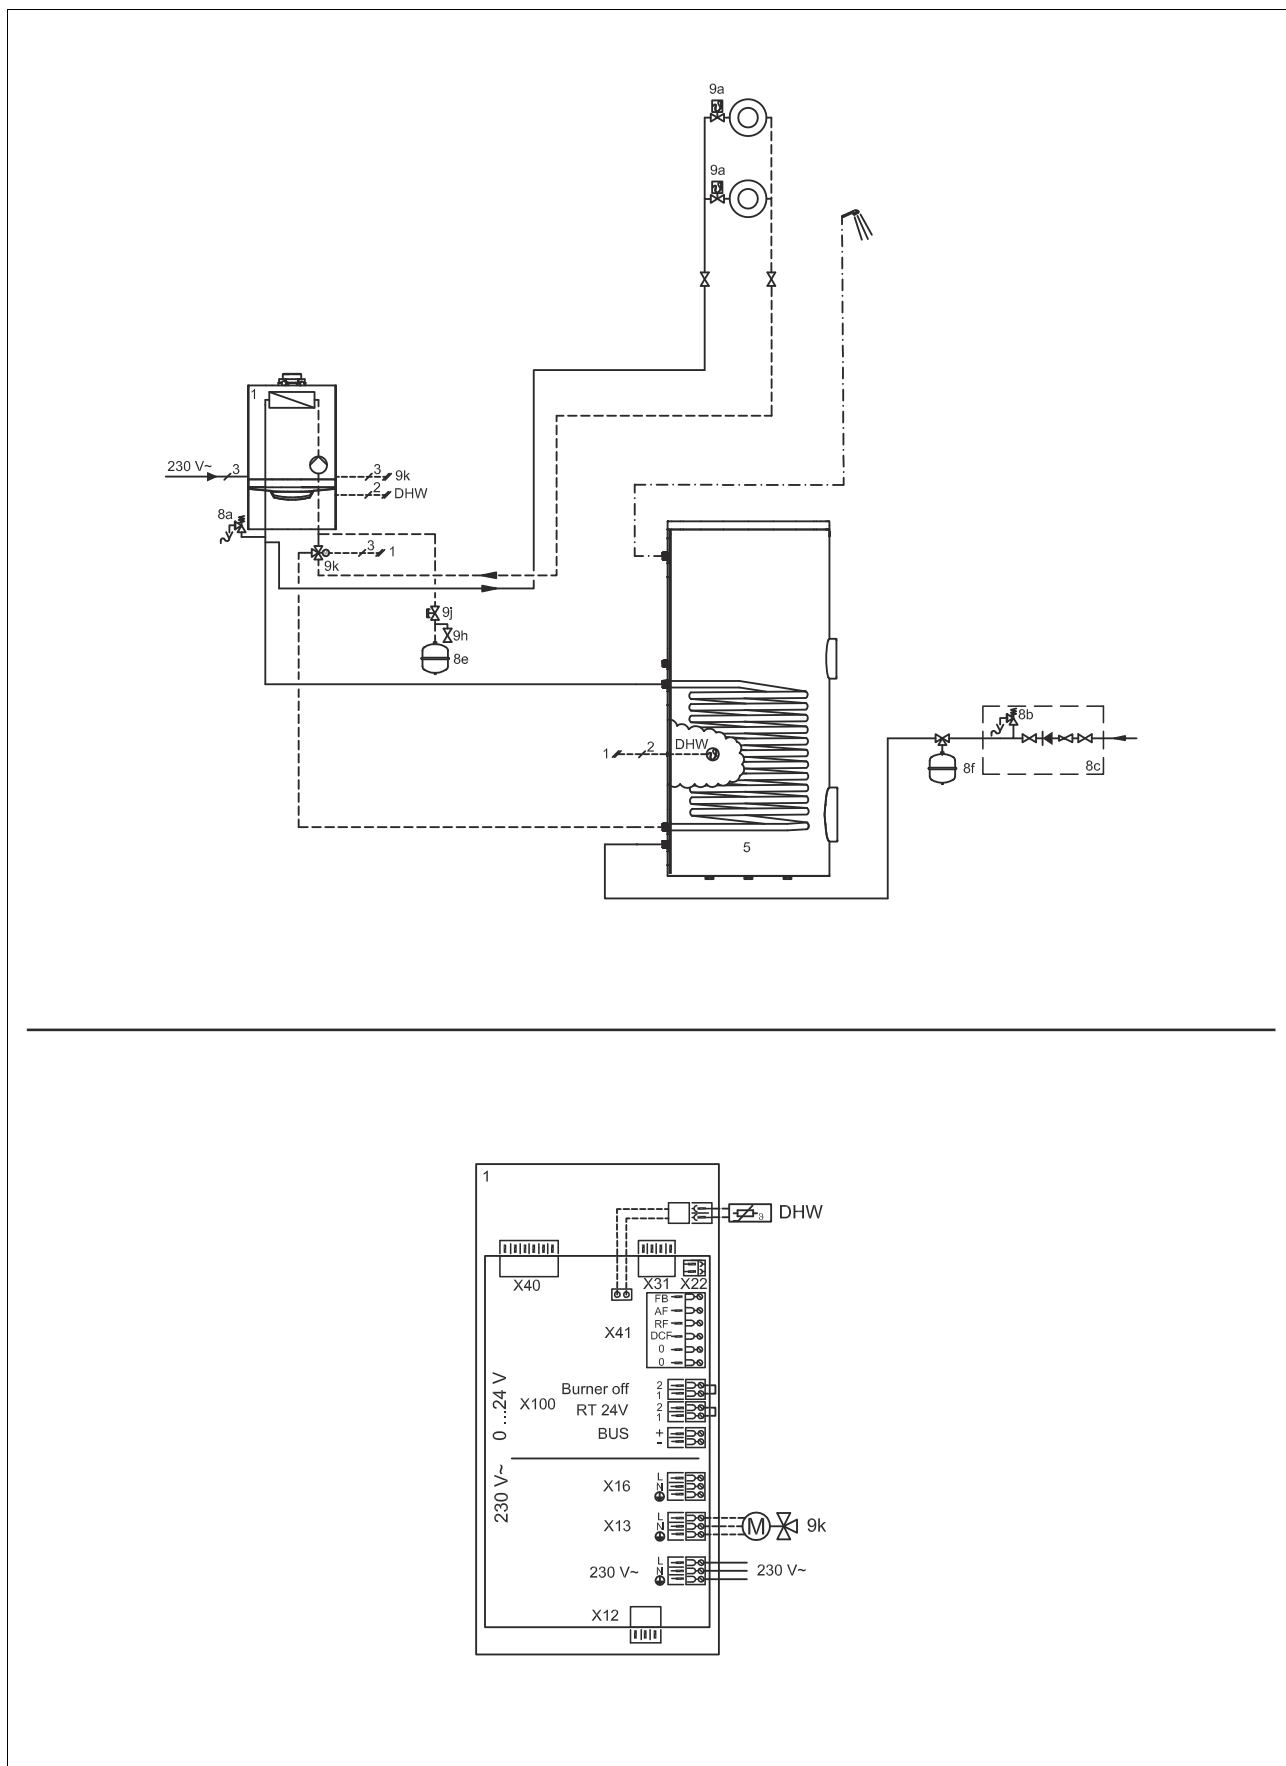 9a
9a
1
230 V~
3
3
9k
2
DHW
8a
3
1
9k
9j
9h
8e
8b
1
2
DHW
8f
8c
5
1
DHW
ϑ
X40
X31
X22
FB
AF
X41
RF
DCF
0
0
0 ...24 V
X100
Burner off
2
1
RT 24V
2
1
BUS
+
-
230 V~
X16
L
N
X13
L
N
M
9k
230 V~
L
N
230 V~
X12